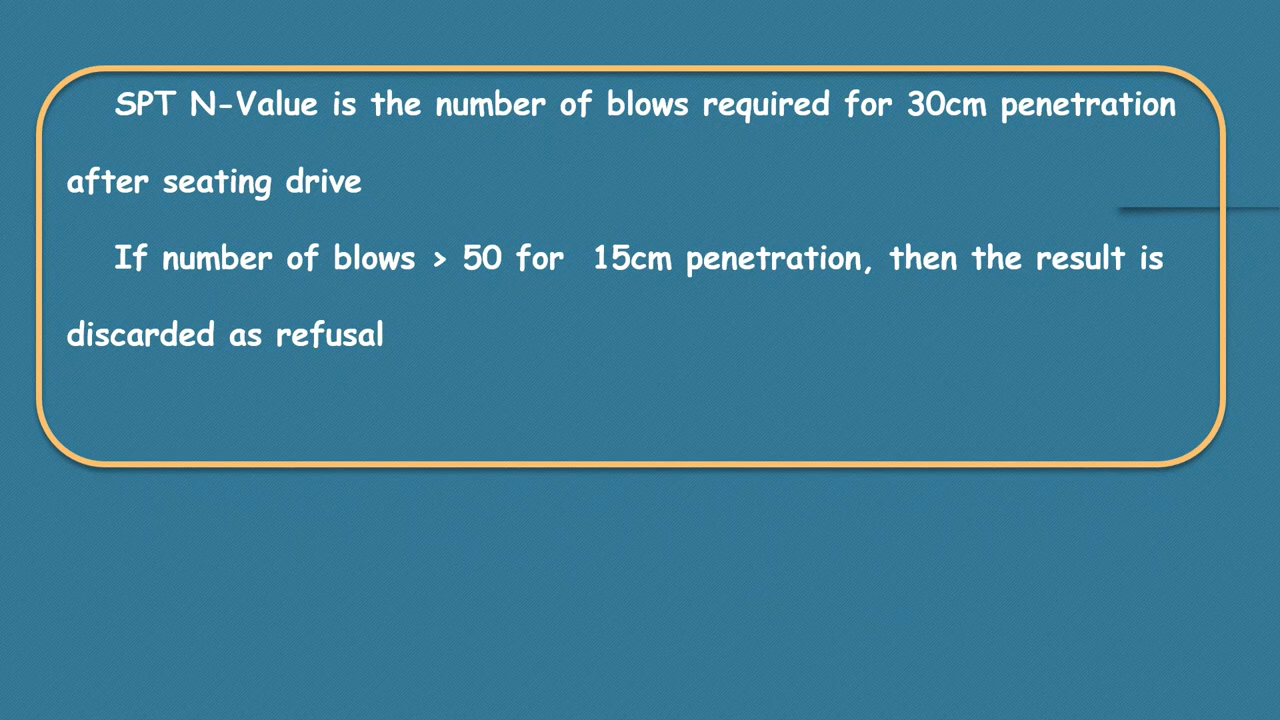 SPT N-Value is the number of blows required for 30cm penetration
after seating drive
If number of blows > 50 for  15cm penetration, then the result is
discarded as refusal